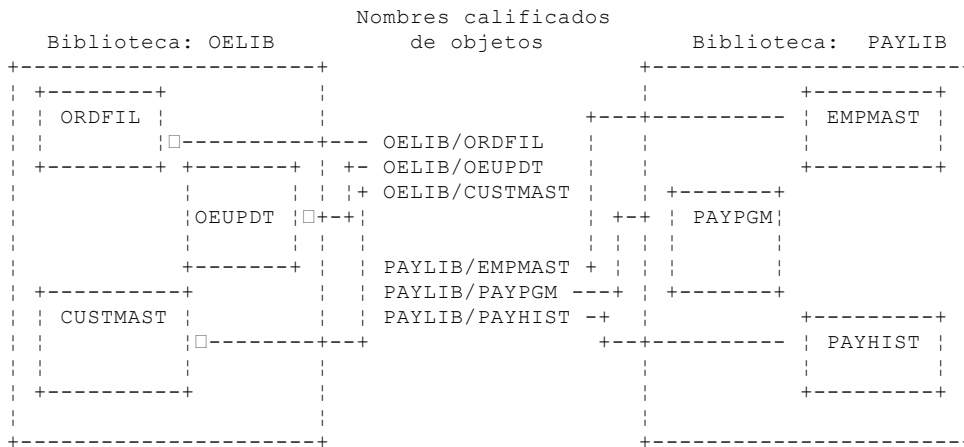 Nombres calificados
Biblioteca: OELIB de objetos Biblioteca: PAYLIB
ORDFIL EMPMAST
OELIB/ORDFIL
OELIB/OEUPDT
OELIB/CUSTMAST
OEUPDT PAYPGM
PAYLIB/EMPMAST
PAYLIB/PAYPGM
CUSTMAST PAYLIB/PAYHIST
PAYHIST